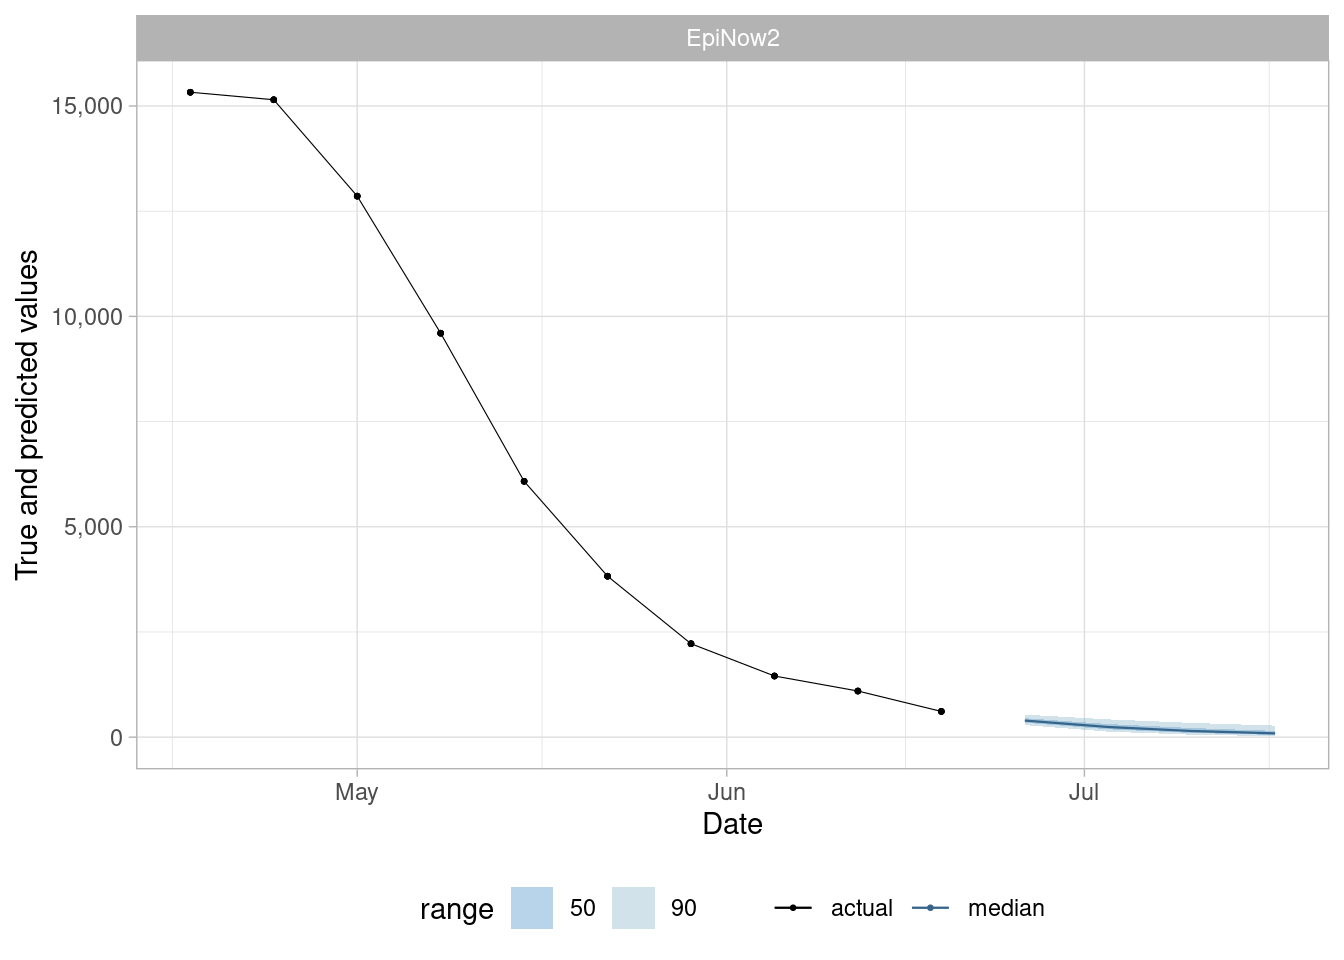 EpiNow2
True and predicted values
15,000
10,000
5,000
0
May Jun Jul
Date
range 50 90 actual median